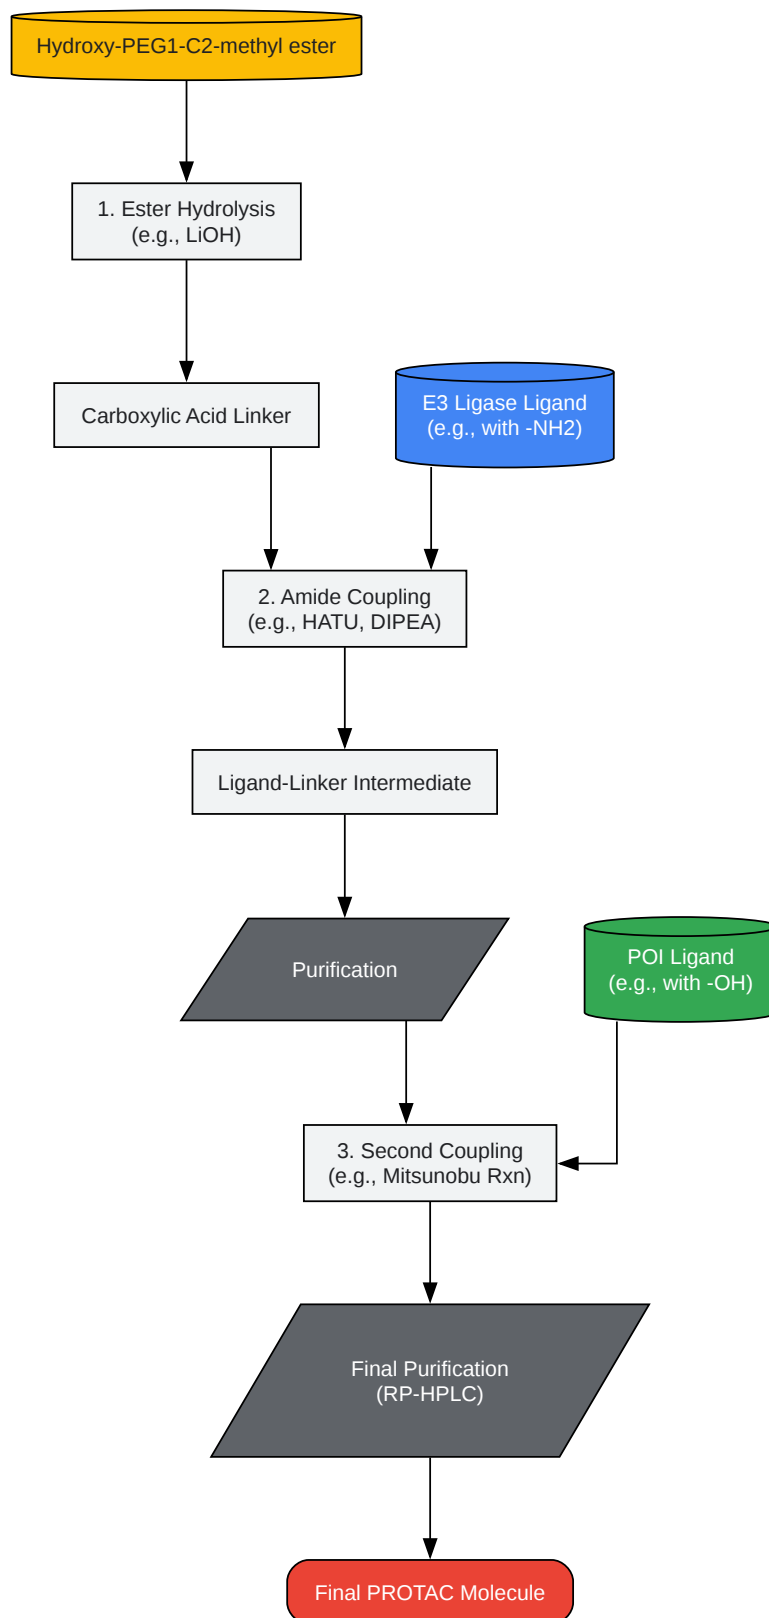 Hydroxy-PEG1-C2-methyl ester
1. Ester Hydrolysis
(e.g., LiOH)
Carboxylic Acid Linker
E3 Ligase Ligand
(e.g., with -NH2)
2. Amide Coupling
(e.g., HATU, DIPEA)
Ligand-Linker Intermediate
Purification
POI Ligand
(e.g., with -OH)
3. Second Coupling
(e.g., Mitsunobu Rxn)
Final Purification
(RP-HPLC)
Final PROTAC Molecule